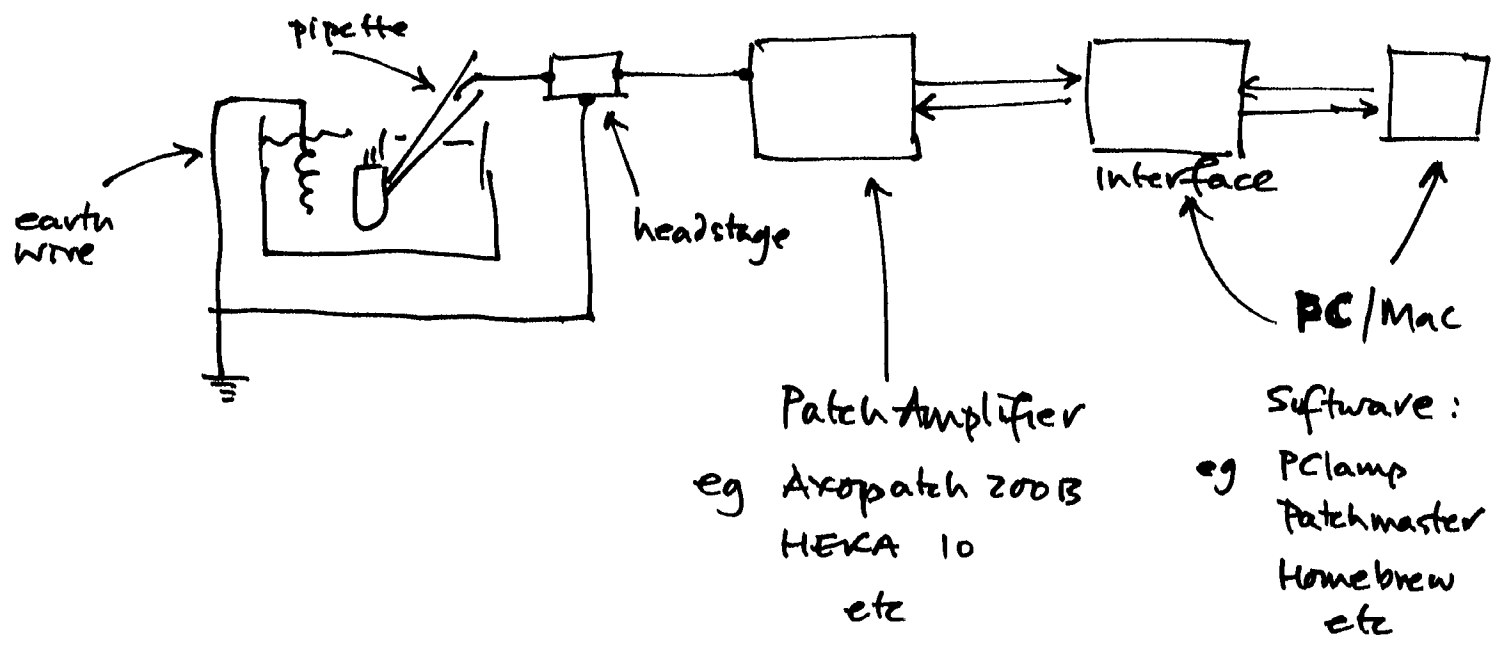 pipette
earth
wire
headstage
interface
PC/Mac
Patch Amplifier
eg Axopatch 200B
HEKA 10
etc
Software:
eg PClamp
Patchmaster
Homebrew
etc